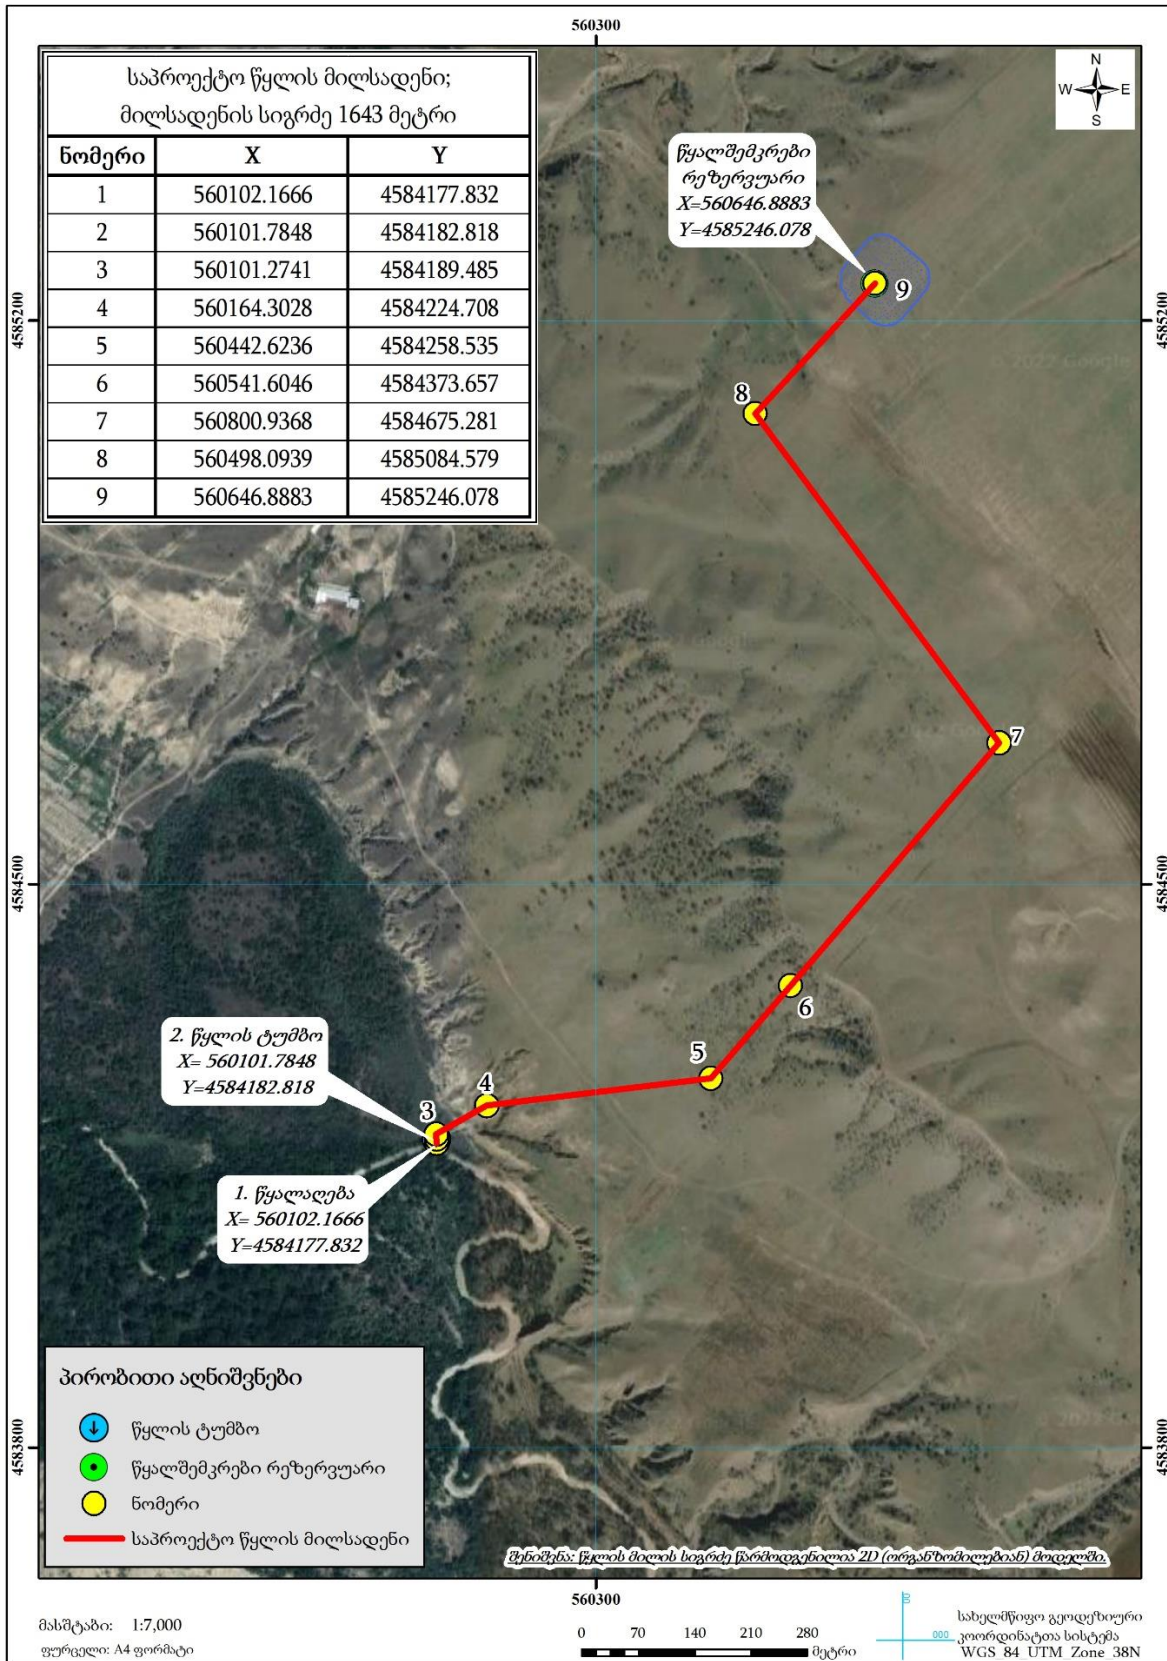 560300
საპროექტო წყლის მილსადენი;
მილსადენის სიგრძე 1643 მეტრი
ნომერი X Y
1 560102.1666 4584177.832
2 560101.7848 4584182.818
3 560101.2741 4584189.485
4 560164.3028 4584224.708
5 560442.6236 4584258.535
6 560541.6046 4584373.657
7 560800.9368 4584675.281
8 560498.0939 4585084.579
9 560646.8883 4585246.078
N
W E
S
წყალშემკრები
რეზერვუარი
X=560646.8883
Y=4585246.078
9
4585200
4585200
© 2022 Google
8
7
4584500
4584500
6
5
2. წყლის ტუმბო
X= 560101.7848
Y=4584182.818
4
3
1. წყალაღება
X= 560102.1666
Y=4584177.832
პირობითი აღნიშვნები
წყლის ტუმბო
წყალშემკრები რეზერვუარი
ნომერი
საპროექტო წყლის მილსადენი
4583800
4583800
შენიშვნა: წყლის მილის სიგრძე წარმოდგენილია 2D (ორგანზომილებიან) მოდელში.
560300
მასშტაბი: 1:7,000
ფურცელი: A4 ფორმატი
0 70 140 210 280
მეტრი
00
000
სახელმწიფო გეოდეზიური
კოორდინატთა სისტემა
WGS_84_UTM_Zone_38N